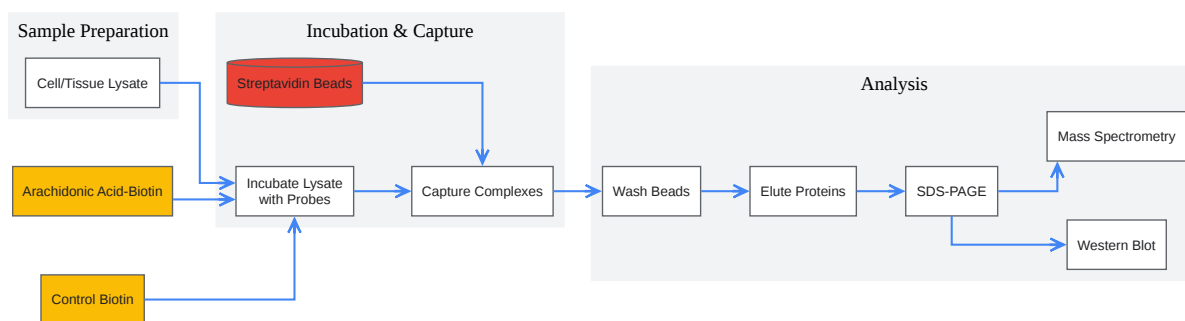 Sample Preparation
Cell/Tissue Lysate
Arachidonic Acid-Biotin
Control Biotin
Incubation & Capture
Streptavidin Beads
Incubate Lysate
with Probes
Capture Complexes
Analysis
Wash Beads
Elute Proteins
SDS-PAGE
Mass Spectrometry
Western Blot